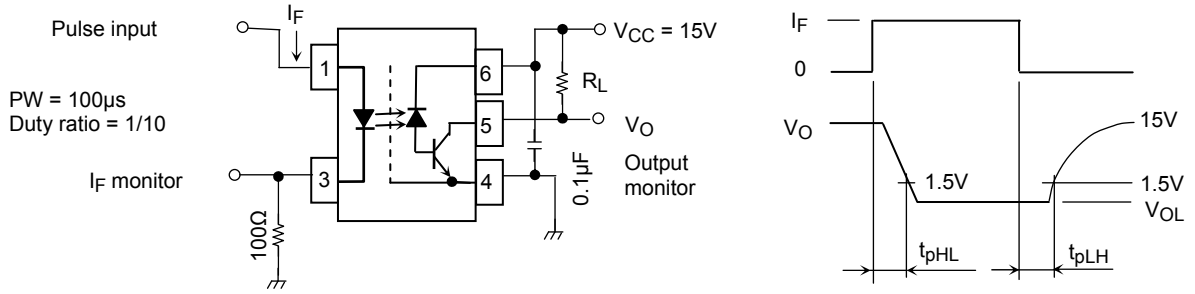 Pulse input
I_F
PW = 100µs
Duty ratio = 1/10
I_F monitor
100Ω
1
3
6
5
4
V_CC = 15V
R_L
V_O
Output
monitor
0.1µF
I_F
0
V_O
15V
1.5V
1.5V
V_OL
t_pHL
t_pLH